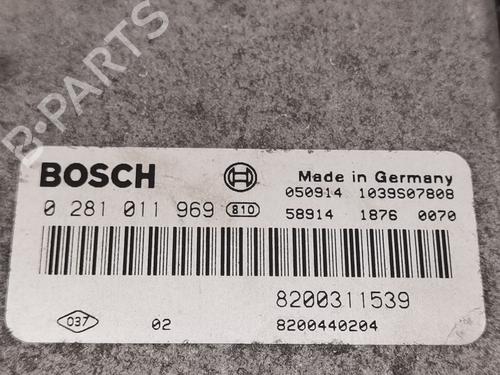 B-PARTS
BOSCH
Made in Germany
050914 1039S07808
0 281 011 969 810
58914 1876 0070
8200311539
037 02 8200440204